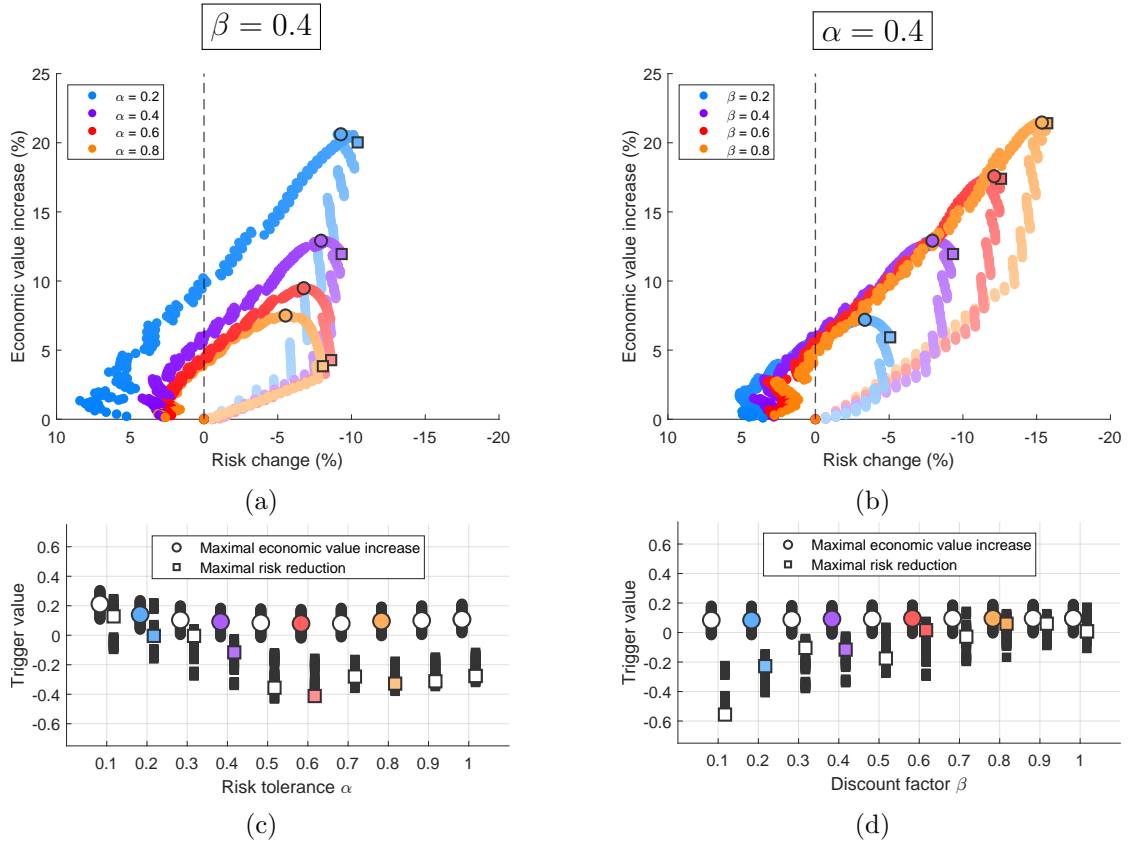 β = 0.4
α = 0.4
25
20
15
10
5
0
Economic value increase (%)
α = 0.2
α = 0.4
α = 0.6
α = 0.8
10 5 0 -5 -10 -15 -20
Risk change (%)
(a)
25
20
15
10
5
0
Economic value increase (%)
β = 0.2
β = 0.4
β = 0.6
β = 0.8
10 5 0 -5 -10 -15 -20
Risk change (%)
(b)
0.6
0.4
0.2
0
-0.2
-0.4
-0.6
Trigger value
Maximal economic value increase
Maximal risk reduction
0.1 0.2 0.3 0.4 0.5 0.6 0.7 0.8 0.9 1
Risk tolerance α
(c)
0.6
0.4
0.2
0
-0.2
-0.4
-0.6
Trigger value
Maximal economic value increase
Maximal risk reduction
0.1 0.2 0.3 0.4 0.5 0.6 0.7 0.8 0.9 1
Discount factor β
(d)